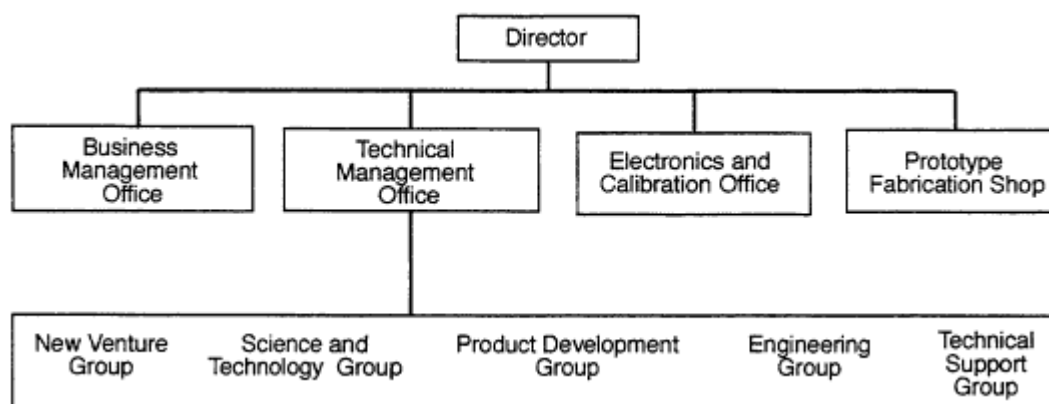 Director
Business
Management
Office
Technical
Management
Office
Electronics and
Calibration Office
Prototype
Fabrication Shop
New Venture
Group
Science and
Technology Group
Product Development
Group
Engineering
Group
Technical
Support
Group